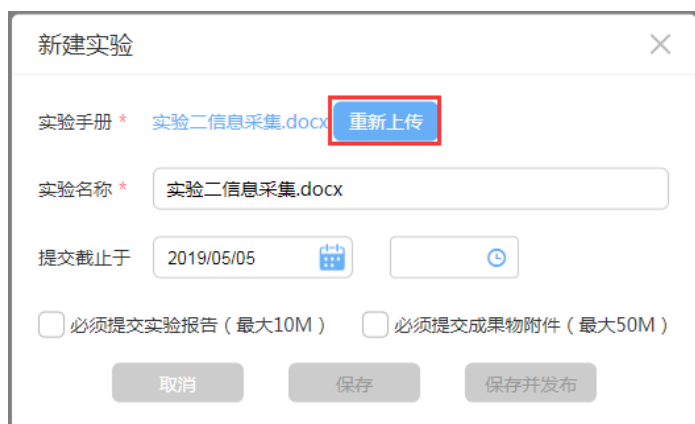 新建实验
实验手册 * 实验二信息采集.docx 重新上传
实验名称 * 实验二信息采集.docx
提交截止于 2019/05/05
必须提交实验报告（最大10M） 必须提交成果物附件（最大50M）
取消 保存 保存并发布